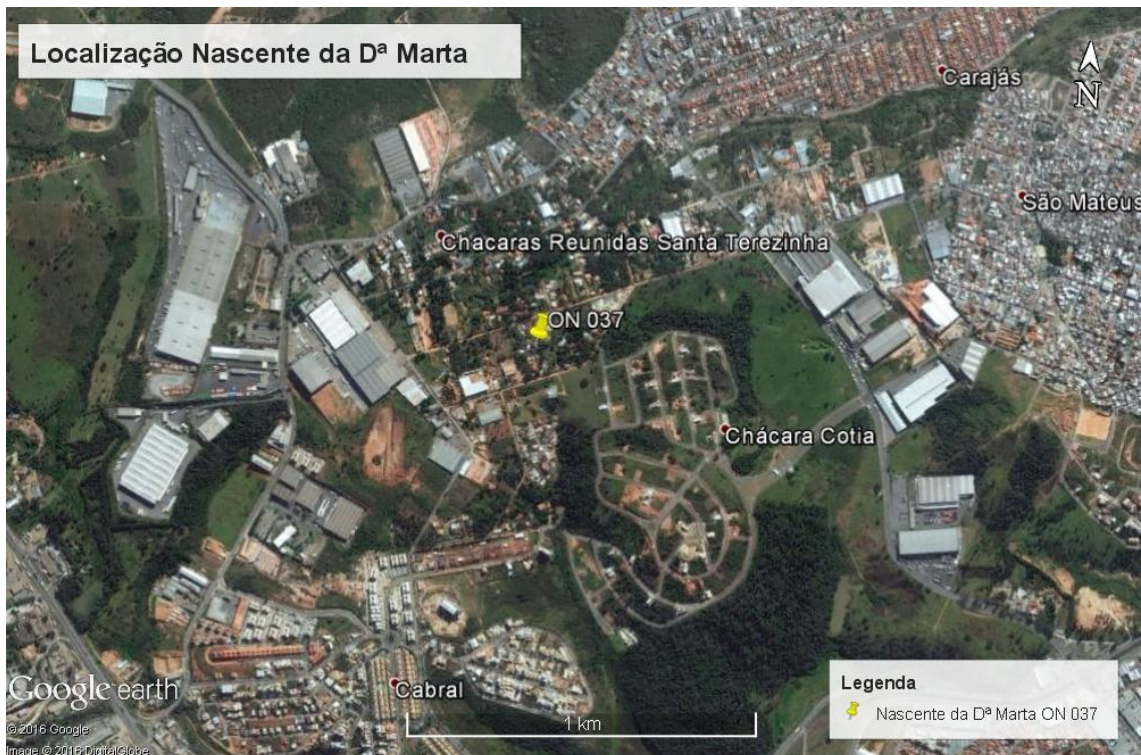 Localização Nascente da Dª Marta
Carajás
N
São Mateus
Chacaras Reunidas Santa Terezinha
ON 037
Chácara Cotia
Cabral
1 km
Legenda
Nascente da Dª Marta ON 037
Google earth
© 2016 Google
Image © 2016 DigitalGlobe